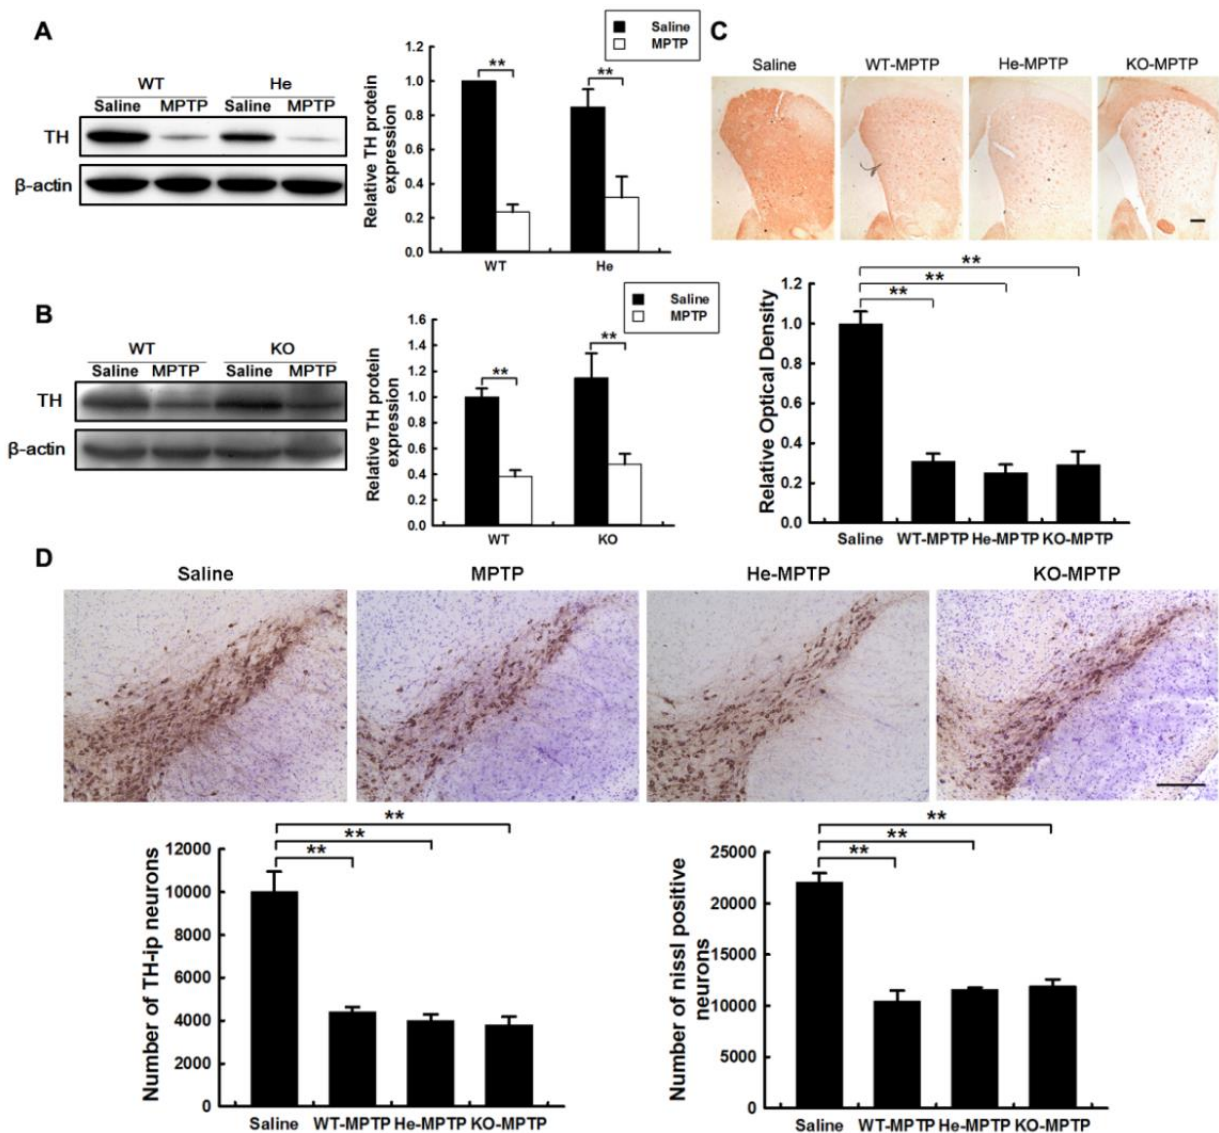 A
WT He
Saline MPTP Saline MPTP
TH
β-actin
Saline
MPTP
Relative TH protein
expression
1.2
1.0
0.8
0.6
0.4
0.2
0.0
**
**
WT He
B
WT KO
Saline MPTP Saline MPTP
TH
β-actin
Saline
MPTP
Relative TH protein
expression
1.6
1.4
1.2
1.0
0.8
0.6
0.4
0.2
0.0
**
**
WT KO
C
Saline WT-MPTP He-MPTP KO-MPTP
Relative Optical Density
1.2
1.0
0.8
0.6
0.4
0.2
0.0
**
**
**
Saline WT-MPTP He-MPTP KO-MPTP
D
Saline MPTP He-MPTP KO-MPTP
Number of TH-ip neurons
12000
10000
8000
6000
4000
2000
0
**
**
**
Saline WT-MPTP He-MPTP KO-MPTP
Number of nissl positive
neurons
25000
20000
15000
10000
5000
0
**
**
**
Saline WT-MPTP He-MPTP KO-MPTP